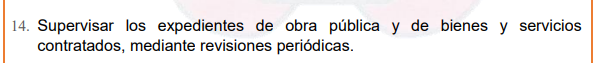 14. Supervisar los expedientes de obra pública y de bienes y servicios
contratados, mediante revisiones periódicas.